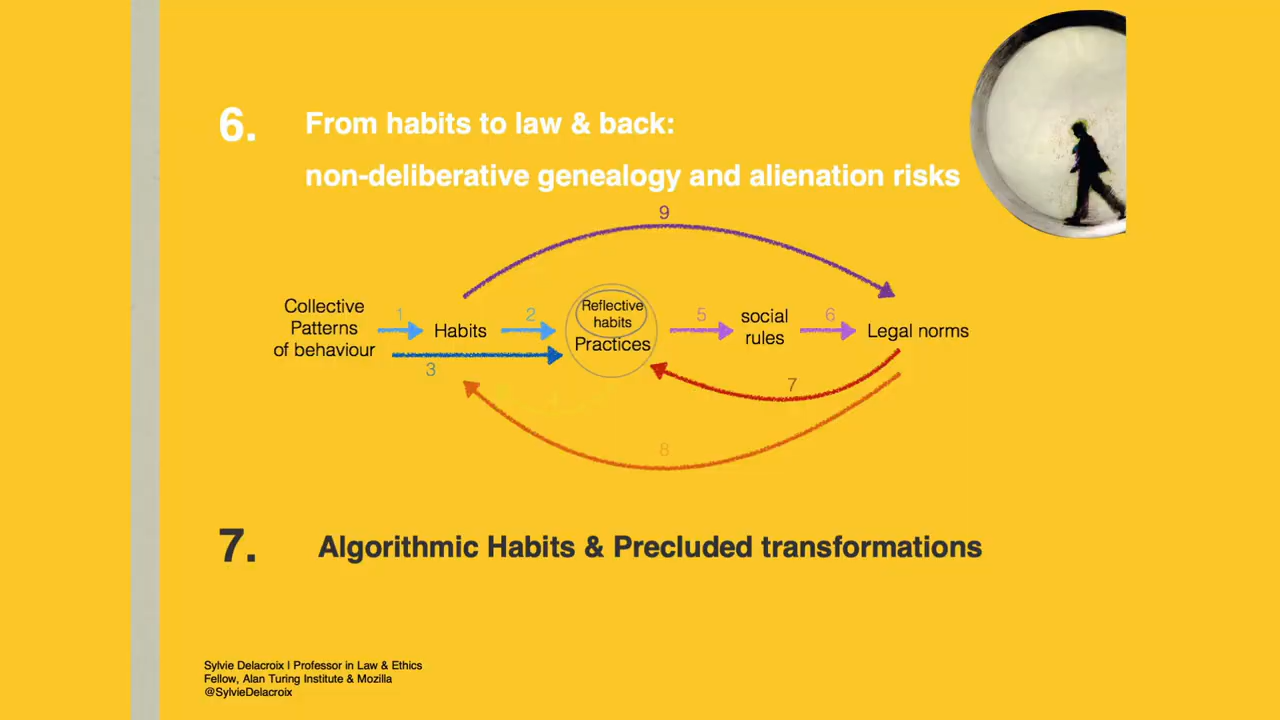 6.
From habits to law & back:
non-deliberative genealogy and alienation risks
9
Collective
Patterns
of behaviour
1
Habits
2
Reflective
habits
Practices
5
social
rules
6
Legal norms
3
4
7
8
7.
Algorithmic Habits & Precluded transformations
Sylvie Delacroix | Professor in Law & Ethics
Fellow, Alan Turing Institute & Mozilla
@SylvieDelacroix